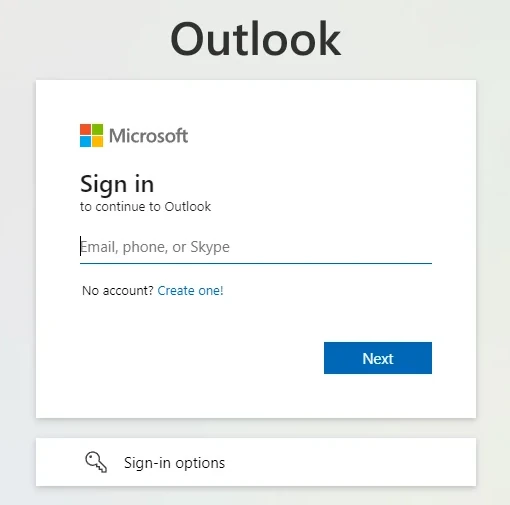 Outlook
Microsoft
Sign in
to continue to Outlook
Email, phone, or Skype
No account? Create one!
Next
Sign-in options